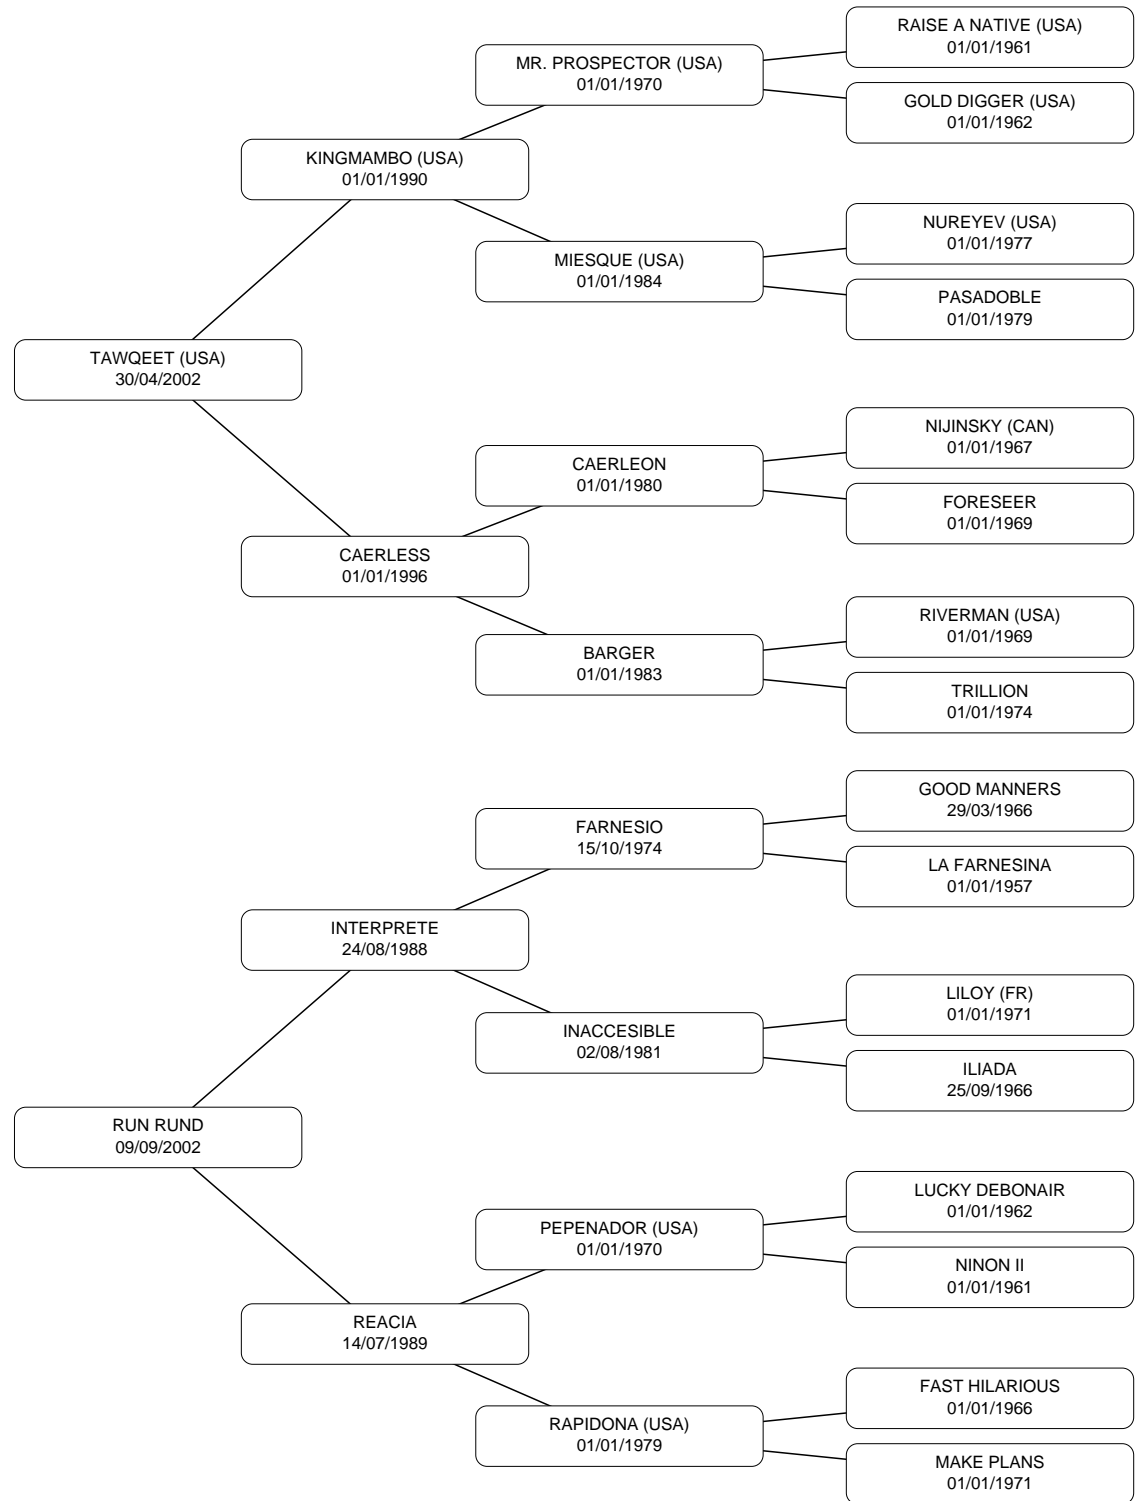 RAISE A NATIVE (USA)
01/01/1961
MR. PROSPECTOR (USA)
01/01/1970
GOLD DIGGER (USA)
01/01/1962
KINGMAMBO (USA)
01/01/1990
NUREYEV (USA)
01/01/1977
MIESQUE (USA)
01/01/1984
PASADOBLE
01/01/1979
TAWQEET (USA)
30/04/2002
NIJINSKY (CAN)
01/01/1967
CAERLEON
01/01/1980
FORESEER
01/01/1969
CAERLESS
01/01/1996
RIVERMAN (USA)
01/01/1969
BARGER
01/01/1983
TRILLION
01/01/1974
GOOD MANNERS
29/03/1966
FARNESIO
15/10/1974
LA FARNESINA
01/01/1957
INTERPRETE
24/08/1988
LILOY (FR)
01/01/1971
INACCESIBLE
02/08/1981
ILIADA
25/09/1966
RUN RUND
09/09/2002
LUCKY DEBONAIR
01/01/1962
PEPENADOR (USA)
01/01/1970
NINON II
01/01/1961
REACIA
14/07/1989
FAST HILARIOUS
01/01/1966
RAPIDONA (USA)
01/01/1979
MAKE PLANS
01/01/1971